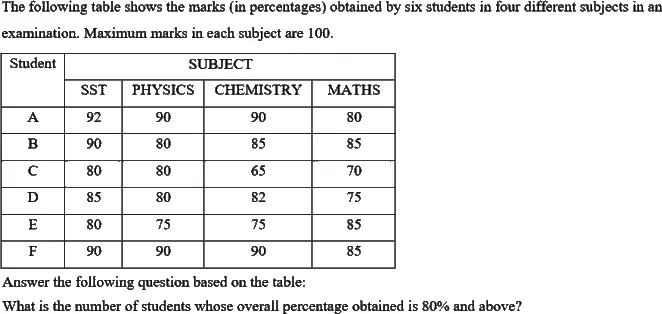 The following table shows the marks (in percentages) obtained by six students in four different subjects in an
examination. Maximum marks in each subject are 100.
Student SUBJECT
SST PHYSICS CHEMISTRY MATHS
A 92 90 90 80
B 90 80 85 85
C 80 80 65 70
D 85 80 82 75
E 80 75 75 85
F 90 90 90 85
Answer the following question based on the table:
What is the number of students whose overall percentage obtained is 80% and above?